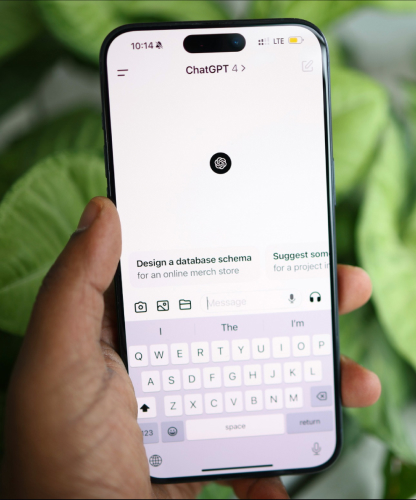 10:14 LTE
ChatGPT 4 >
Design a database schema
for an online merch store
Suggest som
for a project i
Message
I The I'm
Q W E R T Y U I O P
A S D F G H J K L
Z X C V B N M
123 space return